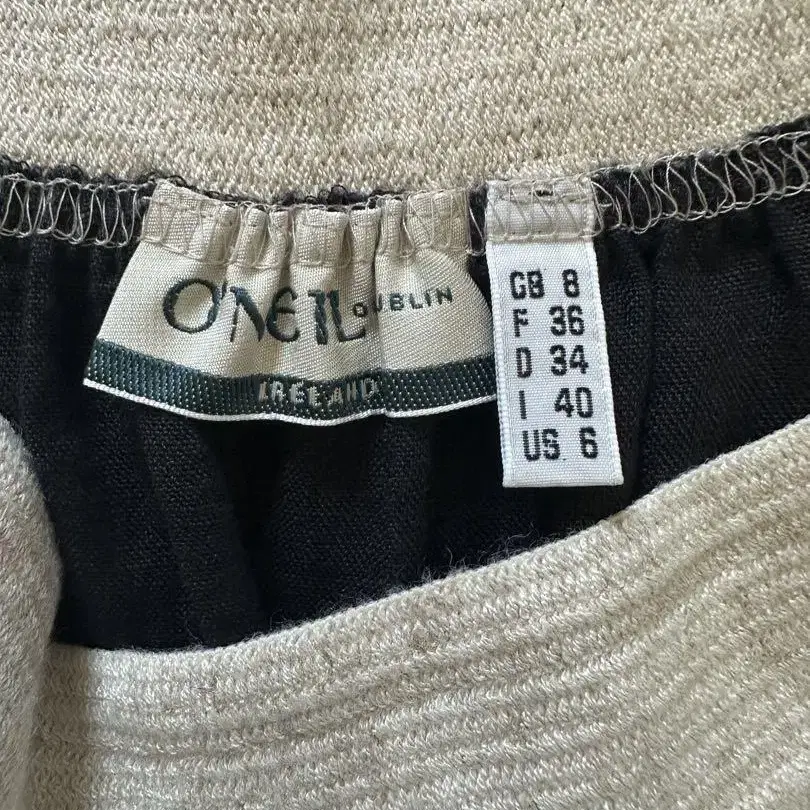 O'NEIL DUBLIN
IRELAND
GB 8
F 36
D 34
I 40
US. 6